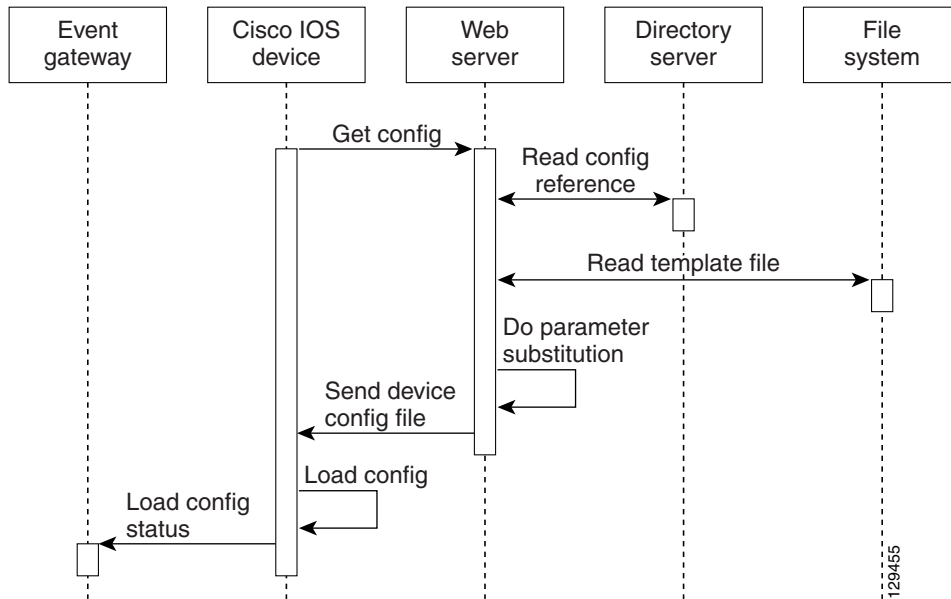 Event
gateway
Cisco IOS
device
Web
server
Directory
server
File
system
Get config
Read config
reference
Read template file
Do parameter
substitution
Send device
config file
Load config
Load config
status
129455